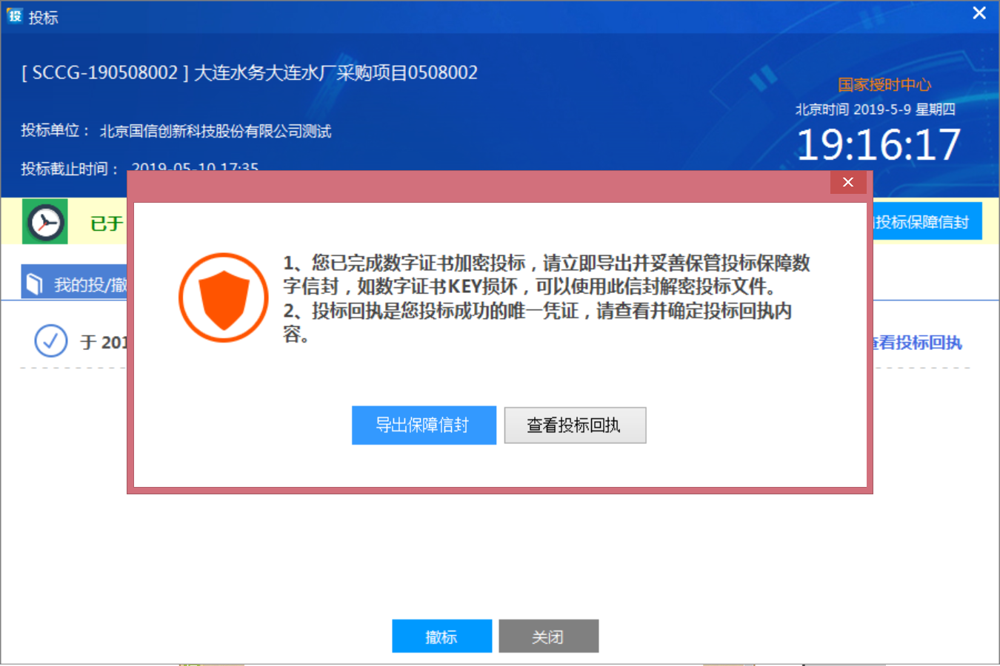 投标
[ SCCG-190508002 ] 大连水务大连水厂采购项目0508002
国家授时中心
北京时间 2019-5-9 星期四
19:16:17
投标单位： 北京国信创新科技股份有限公司测试
投标截止时间： 2019-05-10 17:35
已于
投标保障信封
1、您已完成数字证书加密投标，请立即导出并妥善保管投标保障数
字信封，如数字证书KEY损坏，可以使用此信封解密投标文件。
2、投标回执是您投标成功的唯一凭证，请查看并确定投标回执内
容。
我的投/撤
于 201
查看投标回执
导出保障信封
查看投标回执
撤标
关闭